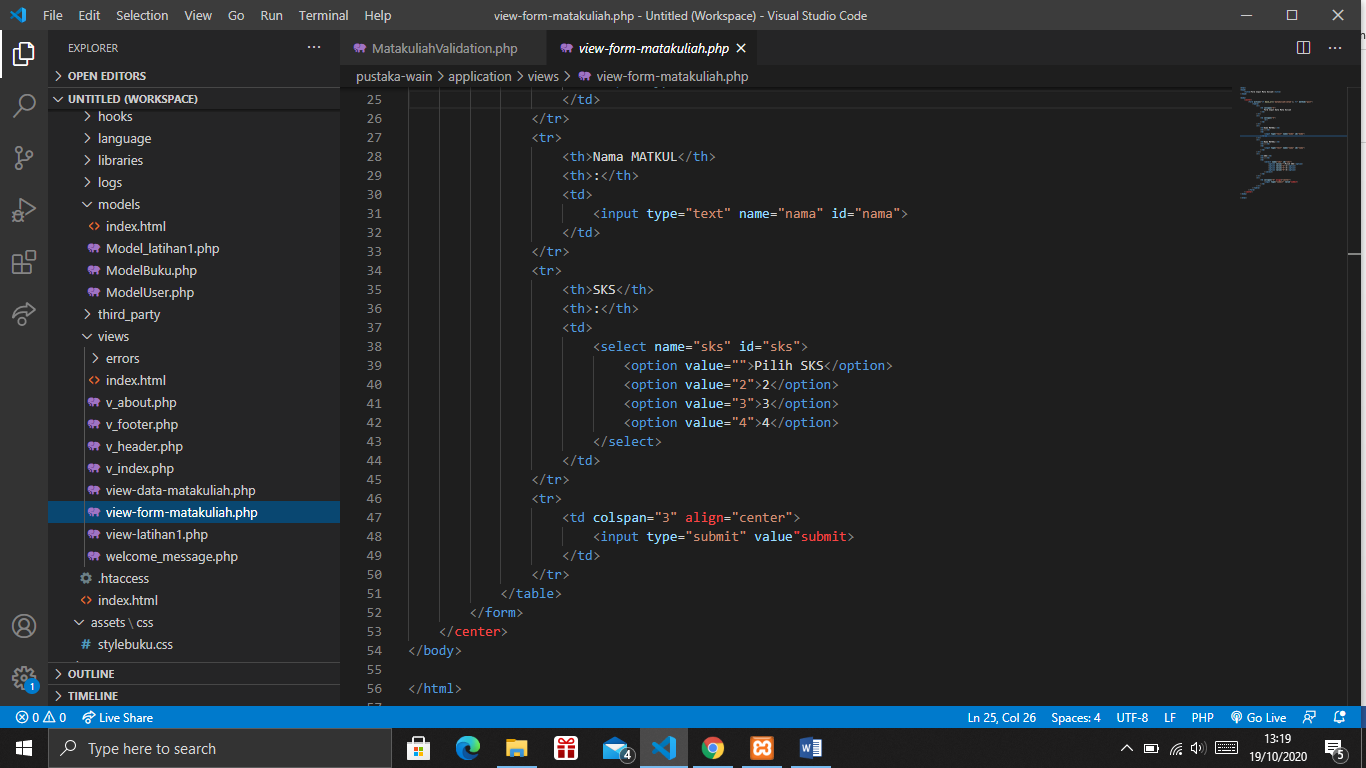 File Edit Selection View Go Run Terminal Help view-form-matakuliah.php - Untitled (Workspace) - Visual Studio Code
EXPLORER
OPEN EDITORS
UNTITLED (WORKSPACE)
hooks
language
libraries
logs
models
index.html
Model_latihan1.php
ModelBuku.php
ModelUser.php
third_party
views
errors
index.html
v_about.php
v_footer.php
v_header.php
v_index.php
view-data-matakuliah.php
view-form-matakuliah.php
view-latihan1.php
welcome_message.php
.htaccess
index.html
assets \ css
stylebuku.css
OUTLINE
TIMELINE
MatakuliahValidation.php view-form-matakuliah.php
pustaka-wain > application > views > view-form-matakuliah.php
25 </td>
26 </tr>
27 <tr>
28 <th>Nama MATKUL</th>
29 <th>:</th>
30 <td>
31 <input type="text" name="nama" id="nama">
32 </td>
33 </tr>
34 <tr>
35 <th>SKS</th>
36 <th>:</th>
37 <td>
38 <select name="sks" id="sks">
39 <option value="">Pilih SKS</option>
40 <option value="2">2</option>
41 <option value="3">3</option>
42 <option value="4">4</option>
43 </select>
44 </td>
45 </tr>
46 <tr>
47 <td colspan="3" align="center">
48 <input type="submit" value"submit>
49 </td>
50 </tr>
51 </table>
52 </form>
53 </center>
54 </body>
55
56 </html>
57
1
0 0 Live Share Ln 25, Col 26 Spaces: 4 UTF-8 LF PHP Go Live
Type here to search
4
13:19
19/10/2020
5